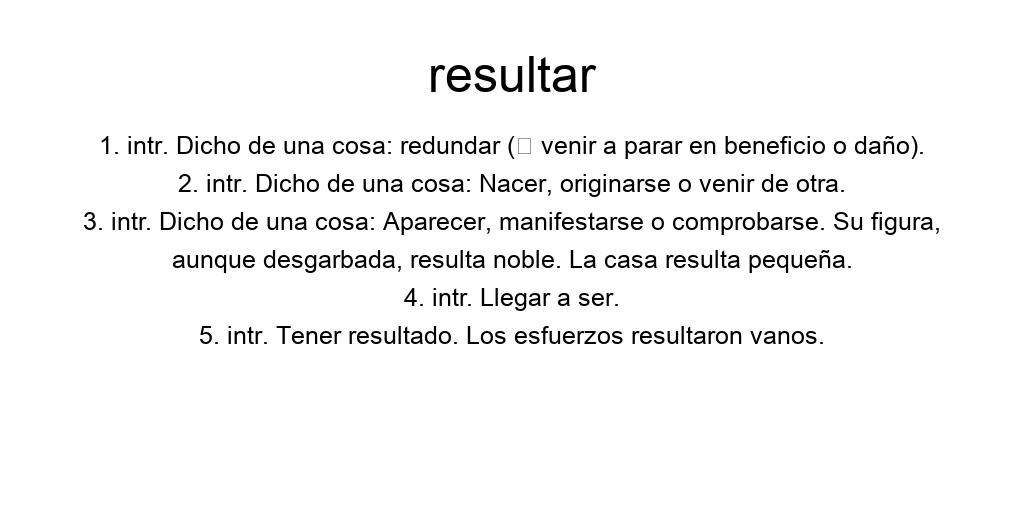 resultar
1. intr. Dicho de una cosa: redundar (□ venir a parar en beneficio o daño).
2. intr. Dicho de una cosa: Nacer, originarse o venir de otra.
3. intr. Dicho de una cosa: Aparecer, manifestarse o comprobarse. Su figura,
aunque desgarbada, resulta noble. La casa resulta pequeña.
4. intr. Llegar a ser.
5. intr. Tener resultado. Los esfuerzos resultaron vanos.